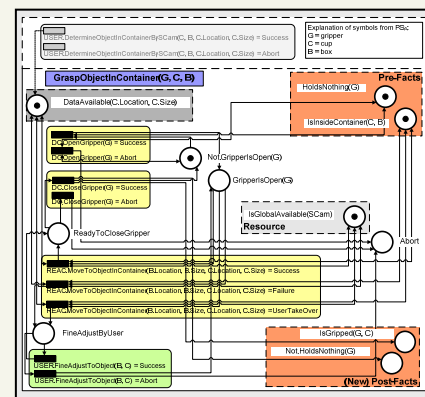 USER.DetermineObjectInContainerBySCam(C, B, C.Location, C.Size) = Success
USER.DetermineObjectInContainerBySCam(C, B, C.Location, C.Size) = Abort
Explanation of symbols from PS
G = gripper
C = cup
B = box
GraspObjectInContainer(G, C, B)
Pre-Facts
HoldsNothing(G)
DataAvailable(C.Location, C.Size)
IsInsideContainer(C, B)
DC.OpenGripper(G) = Success
DC.OpenGripper(G) = Abort
Not,GripperIsOpen(G)
GripperIsOpen(G)
DC.CloseGripper(G) = Success
DC.CloseGripper(G) = Abort
IsGlobalAvailable(SCam)
Resource
ReadyToCloseGripper
Abort
REAC.MoveToObjectInContainer(B.Location, B.Size, C.Location, C.Size) = Success
REAC.MoveToObjectInContainer(B.Location, B.Size, C.Location, C.Size) =Failure
REAC.MoveToObjectInContainer(B.Location, B.Size, C.Location, C.Size) =UserTakeOver
FineAdjustByUser
IsGripped(G, C)
Not,HoldsNothing(G)
USER.FineAdjustToObject(B, C) = Success
USER.FineAdjustToObject(B, C) = Abort
(New) Post-Facts